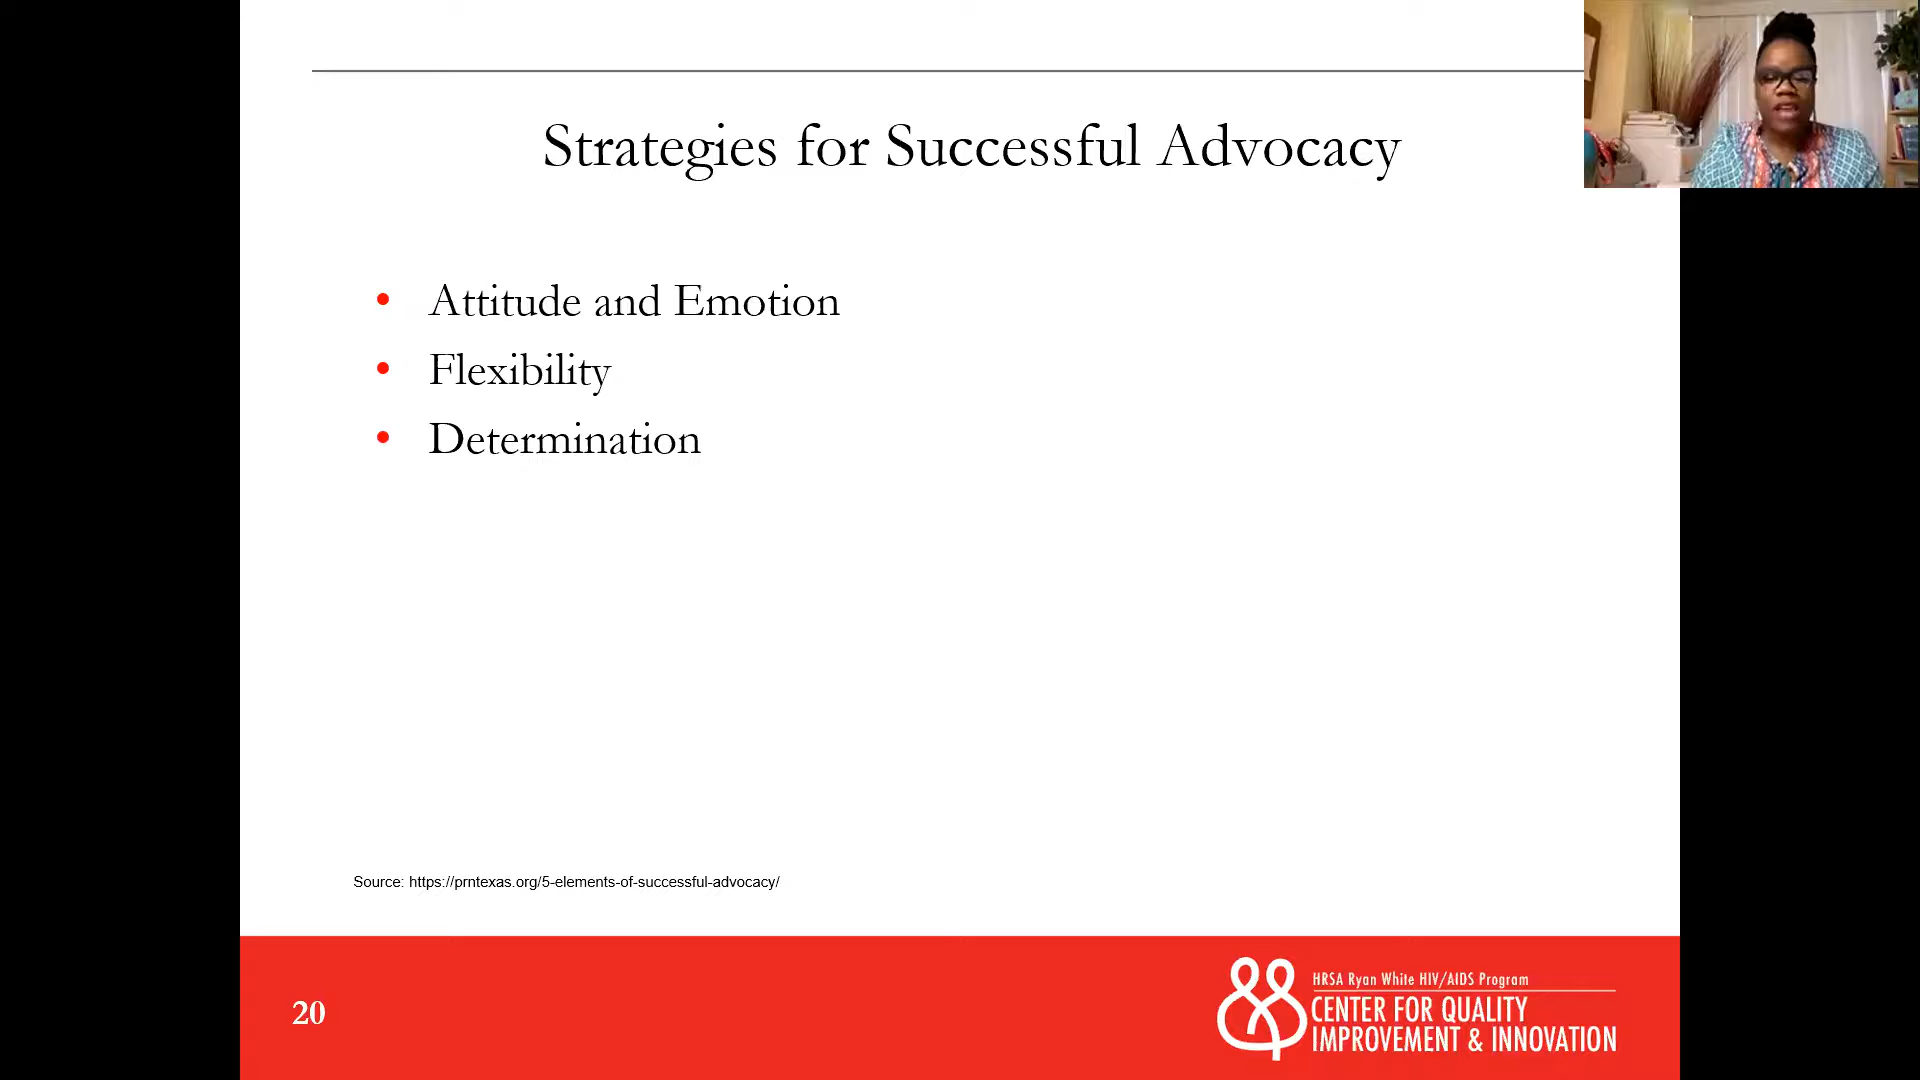 Strategies for Successful Advocacy
• Attitude and Emotion
• Flexibility
• Determination
Source: https://prntexas.org/5-elements-of-successful-advocacy/
20
HRSA Ryan White HIV/AIDS Program
CENTER FOR QUALITY
IMPROVEMENT & INNOVATION